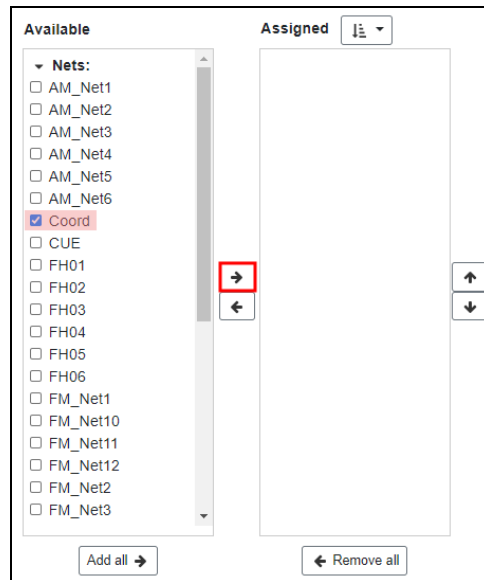 Available
Assigned
Nets:
AM_Net1
AM_Net2
AM_Net3
AM_Net4
AM_Net5
AM_Net6
Coord
CUE
FH01
FH02
FH03
FH04
FH05
FH06
FM_Net1
FM_Net10
FM_Net11
FM_Net12
FM_Net2
FM_Net3
Add all
Remove all